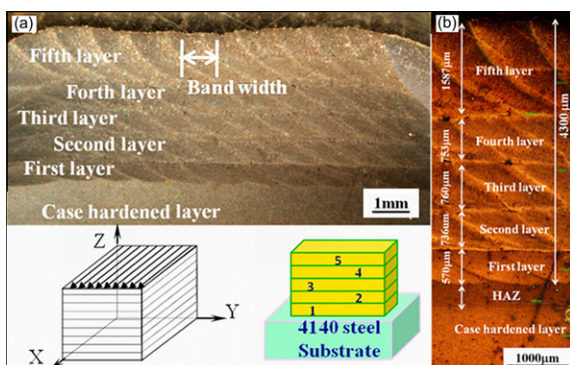 (a)
Fifth layer
Band width
Forth layer
Third layer
Second layer
First layer
1mm
Case hardened layer
Z
Y
X
5
4
3
2
1
4140 steel
Substrate
(b)
1587μm
Fifth layer
4300 μm
753μm
Fourth layer
760μm
Third layer
736μm
Second layer
570μm
First layer
HAZ
Case hardened layer
1000μm